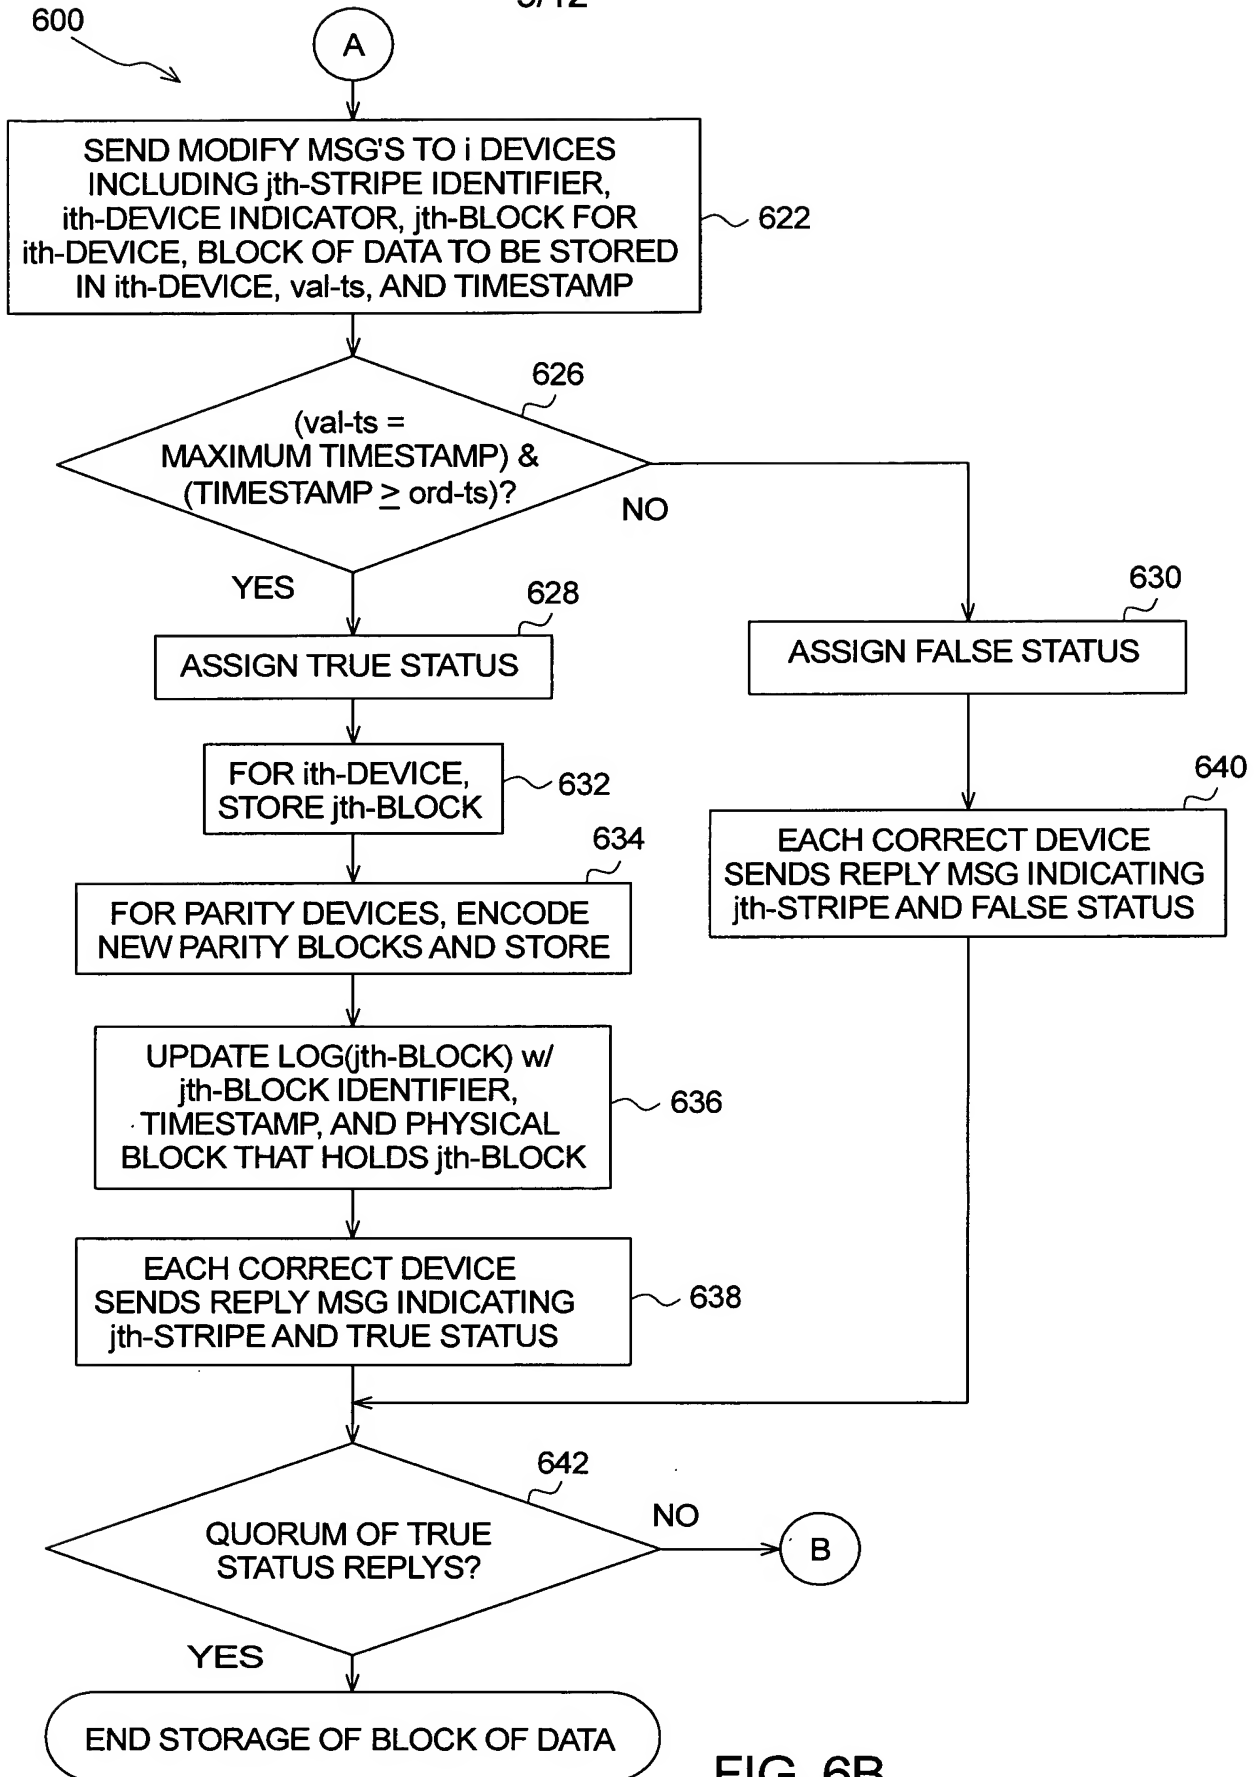 600
A
SEND MODIFY MSG'S TO i DEVICES
INCLUDING jth-STRIPE IDENTIFIER,
ith-DEVICE INDICATOR, jth-BLOCK FOR
ith-DEVICE, BLOCK OF DATA TO BE STORED
IN ith-DEVICE, val-ts, AND TIMESTAMP
622
626
(val-ts =
MAXIMUM TIMESTAMP) &
(TIMESTAMP ≥ ord-ts)?
NO
YES
628
ASSIGN TRUE STATUS
630
ASSIGN FALSE STATUS
FOR ith-DEVICE,
STORE jth-BLOCK
632
640
EACH CORRECT DEVICE
SENDS REPLY MSG INDICATING
jth-STRIPE AND FALSE STATUS
634
FOR PARITY DEVICES, ENCODE
NEW PARITY BLOCKS AND STORE
UPDATE LOG(jth-BLOCK) w/
jth-BLOCK IDENTIFIER,
TIMESTAMP, AND PHYSICAL
BLOCK THAT HOLDS jth-BLOCK
636
EACH CORRECT DEVICE
SENDS REPLY MSG INDICATING
jth-STRIPE AND TRUE STATUS
638
642
QUORUM OF TRUE
STATUS REPLYS?
NO
B
YES
END STORAGE OF BLOCK OF DATA
FIG. 6B